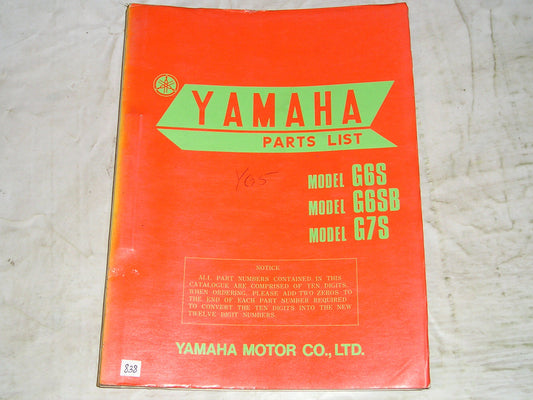 YAMAHA
PARTS LIST
YG5
MODEL G6S
MODEL G6SB
MODEL G7S
NOTICE
ALL PART NUMBERS CONTAINED IN THIS
CATALOGUE ARE COMPRISED OF TEN DIGITS.
WHEN ORDERING, PLEASE ADD TWO ZEROS TO
THE END OF EACH PART NUMBER REQUIRED
TO CONVERT THE TEN DIGITS INTO THE NEW
TWELVE DIGIT NUMBERS.
YAMAHA MOTOR CO., LTD.
838